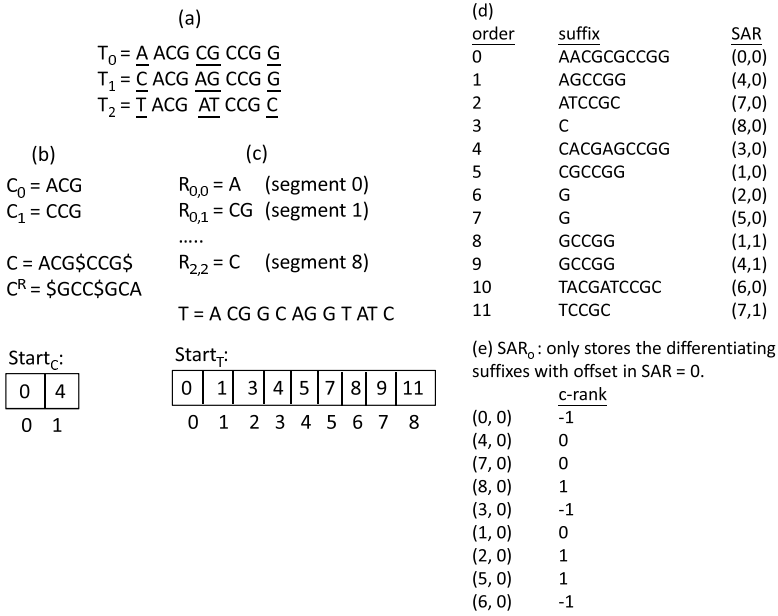 (a)
T0 = A ACG CG CCG G
T1 = C ACG AG CCG G
T2 = T ACG AT CCG C
(b)
C0 = ACG
C1 = CCG
C = ACG$CCG$
CR = $GCC$GCA
StartC:
0 4
0 1
(c)
R0,0 = A (segment 0)
R0,1 = CG (segment 1)
.....
R2,2 = C (segment 8)
T = A CG G C AG G T AT C
StartT:
0 1 3 4 5 7 8 9 11
0 1 2 3 4 5 6 7 8
(d)
order suffix SAR
0 AACGCGCCGG (0,0)
1 AGCCGG (4,0)
2 ATCCGC (7,0)
3 C (8,0)
4 CACGAGCCGG (3,0)
5 CGCCGG (1,0)
6 G (2,0)
7 G (5,0)
8 GCCGG (1,1)
9 GCCGG (4,1)
10 TACGATCCGC (6,0)
11 TCCGC (7,1)
(e) SARo : only stores the differentiating
suffixes with offset in SAR = 0.
c-rank
(0, 0) -1
(4, 0) 0
(7, 0) 0
(8, 0) 1
(3, 0) -1
(1, 0) 0
(2, 0) 1
(5, 0) 1
(6, 0) -1